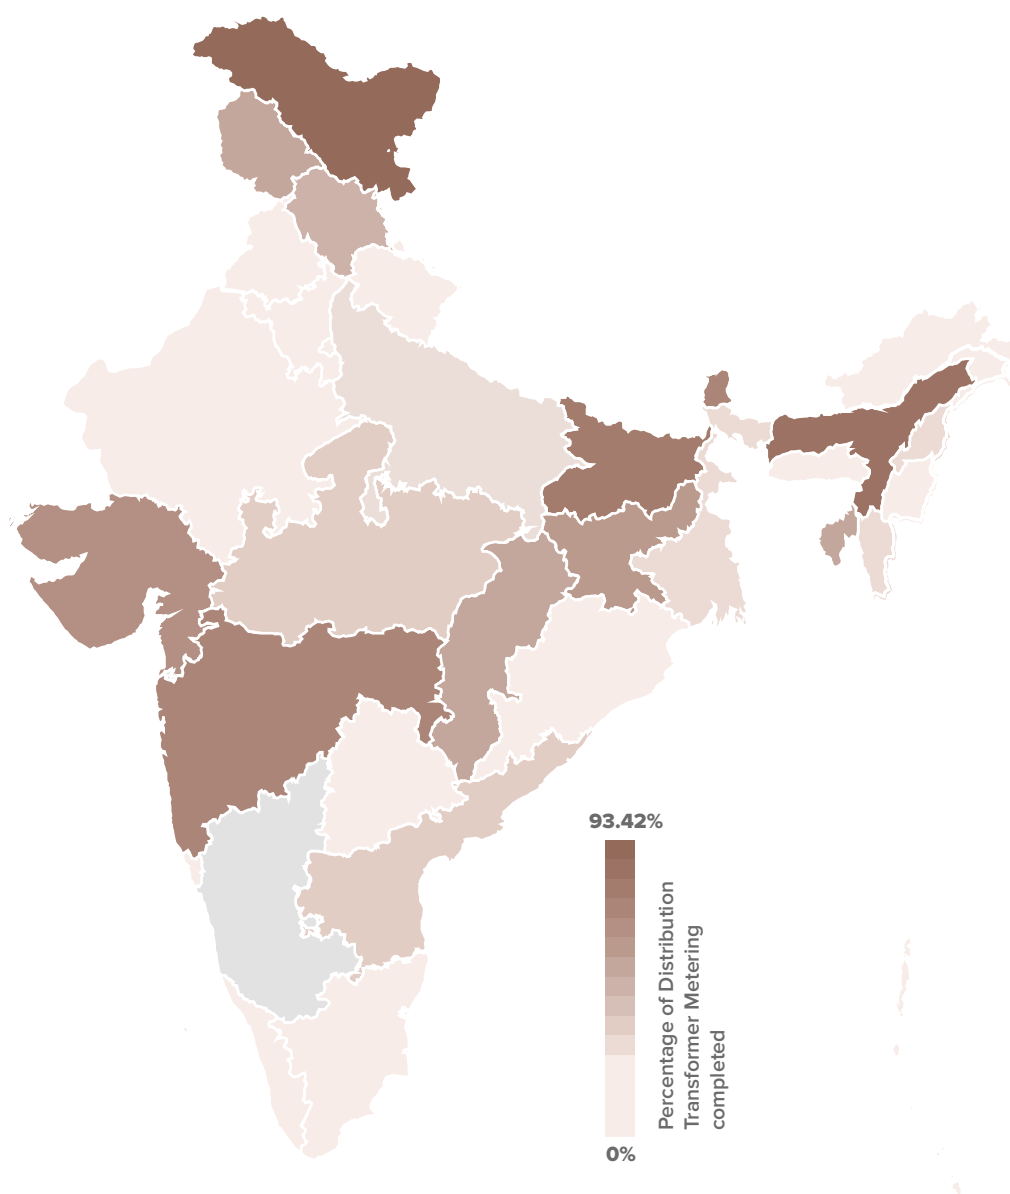 93.42%
Percentage of Distribution
Transformer Metering
completed
0%